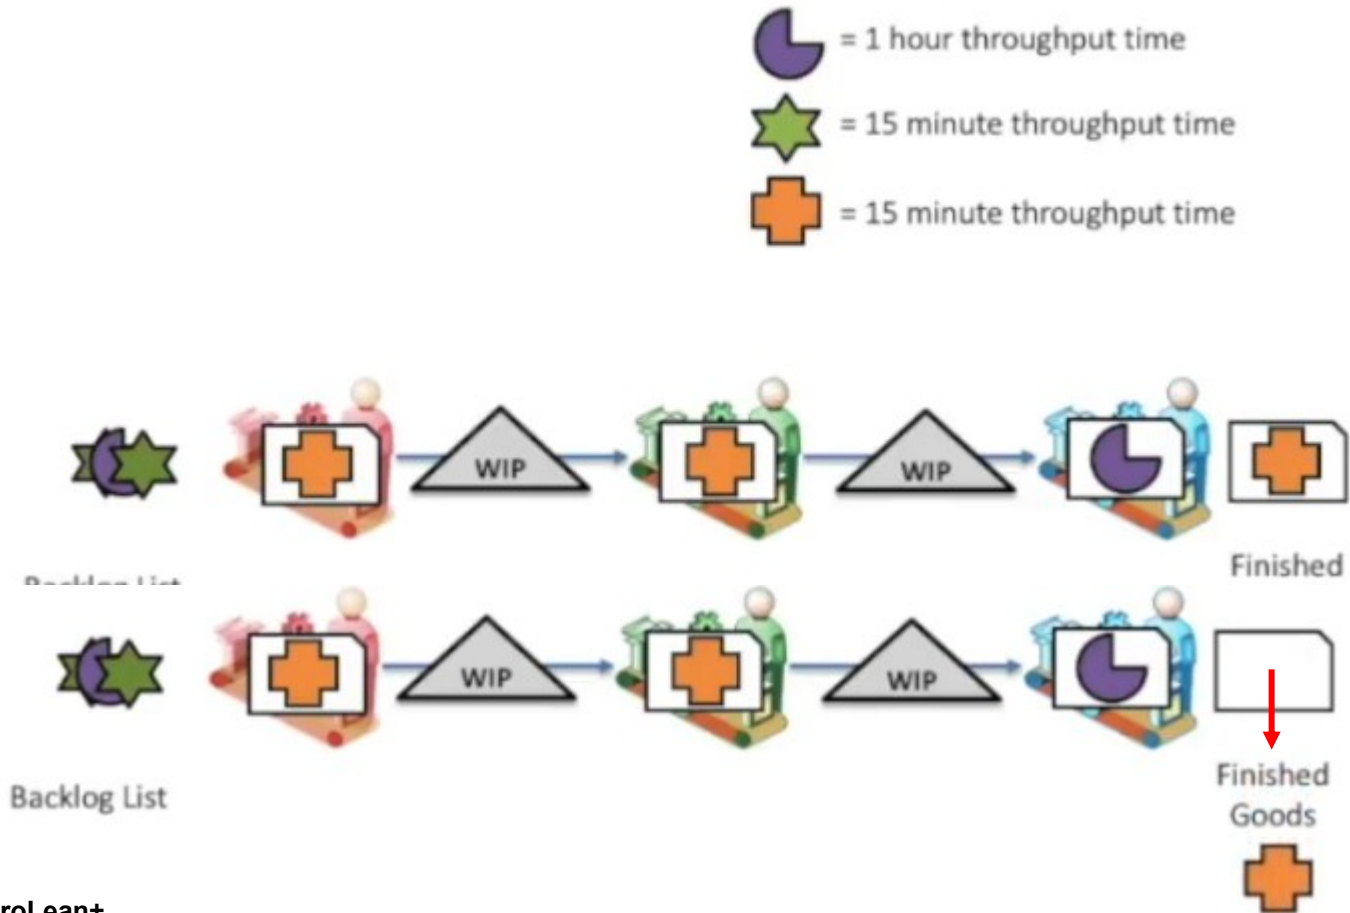 = 1 hour throughput time
= 15 minute throughput time
= 15 minute throughput time
WIP
WIP
Finished
WIP
WIP
Backlog List
Finished
Goods